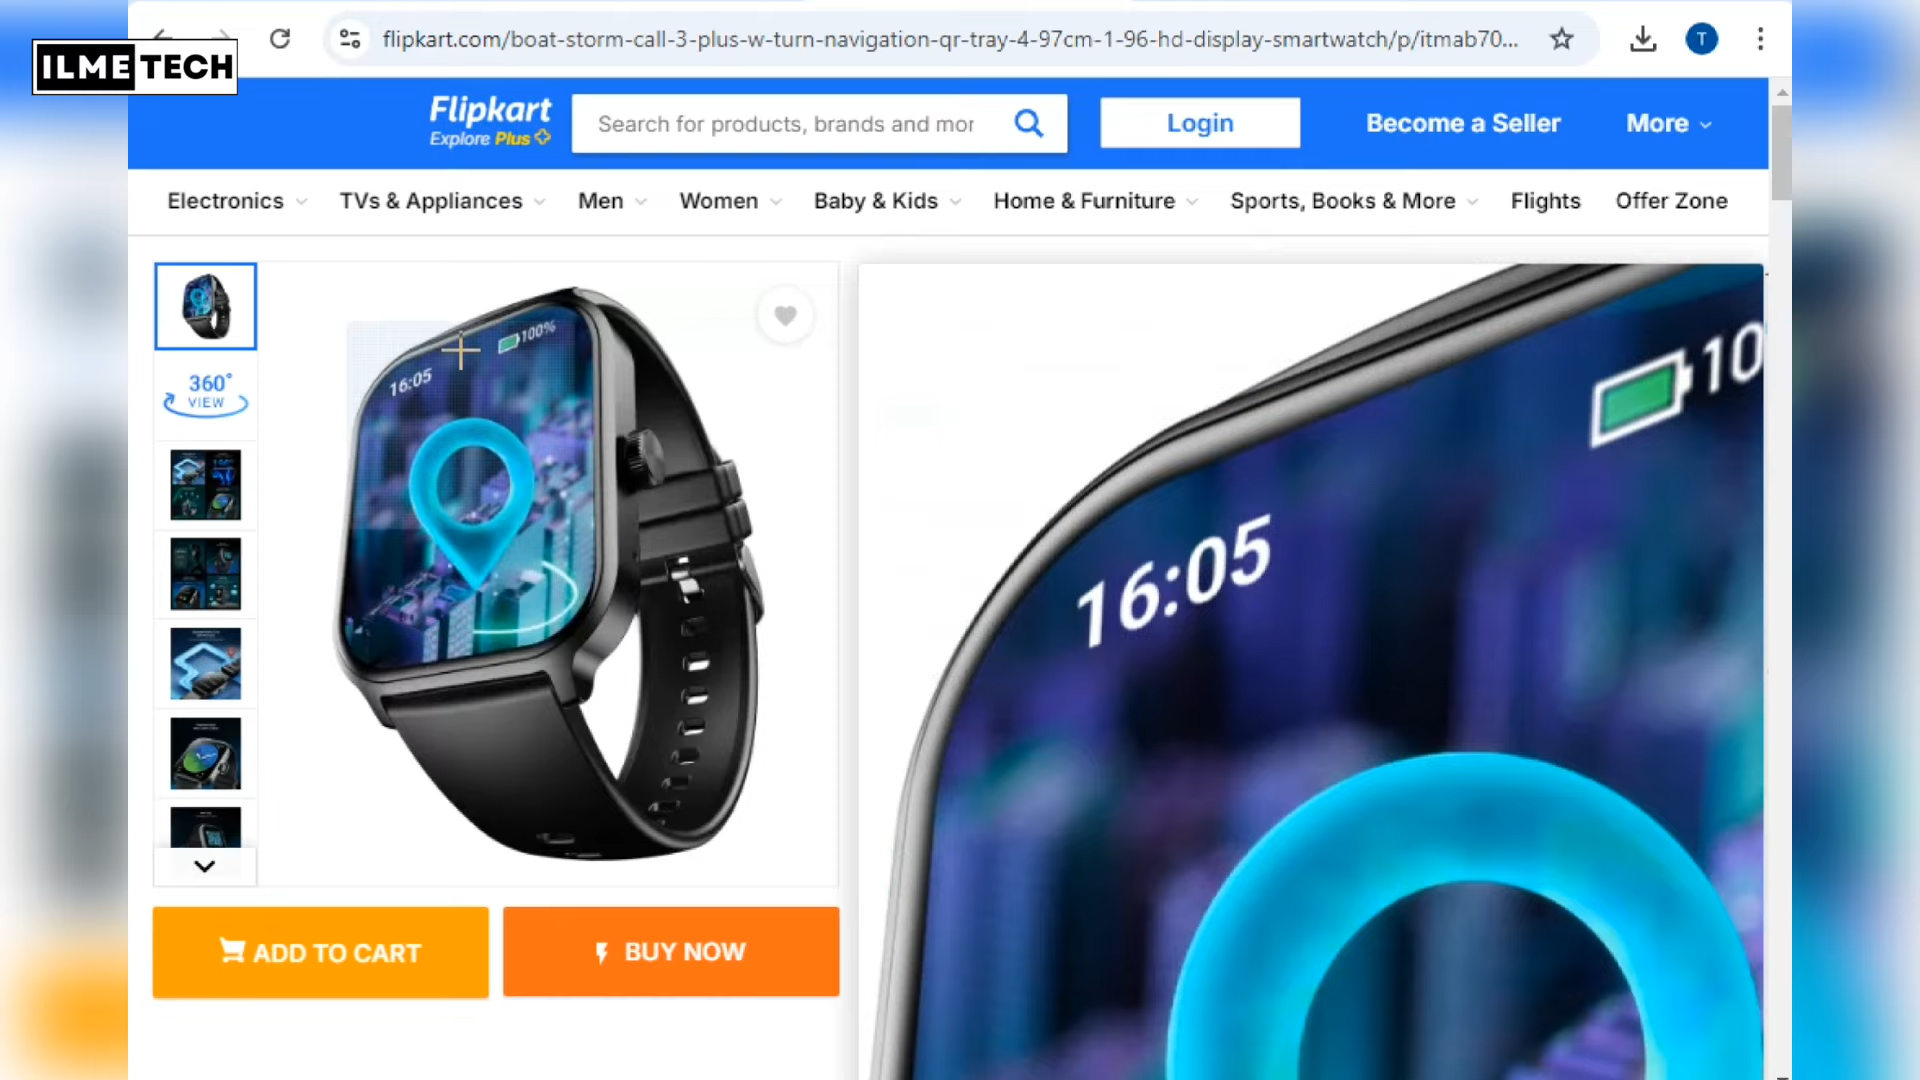 ILME TECH
flipkart.com/boat-storm-call-3-plus-w-turn-navigation-qr-tray-4-97cm-1-96-hd-display-smartwatch/p/itmab70...
T
Flipkart
Explore Plus
Search for products, brands and mor
Login
Become a Seller
More
Electronics
TVs & Appliances
Men
Women
Baby & Kids
Home & Furniture
Sports, Books & More
Flights
Offer Zone
360°
VIEW
100%
16:05
10
16:05
ADD TO CART
BUY NOW